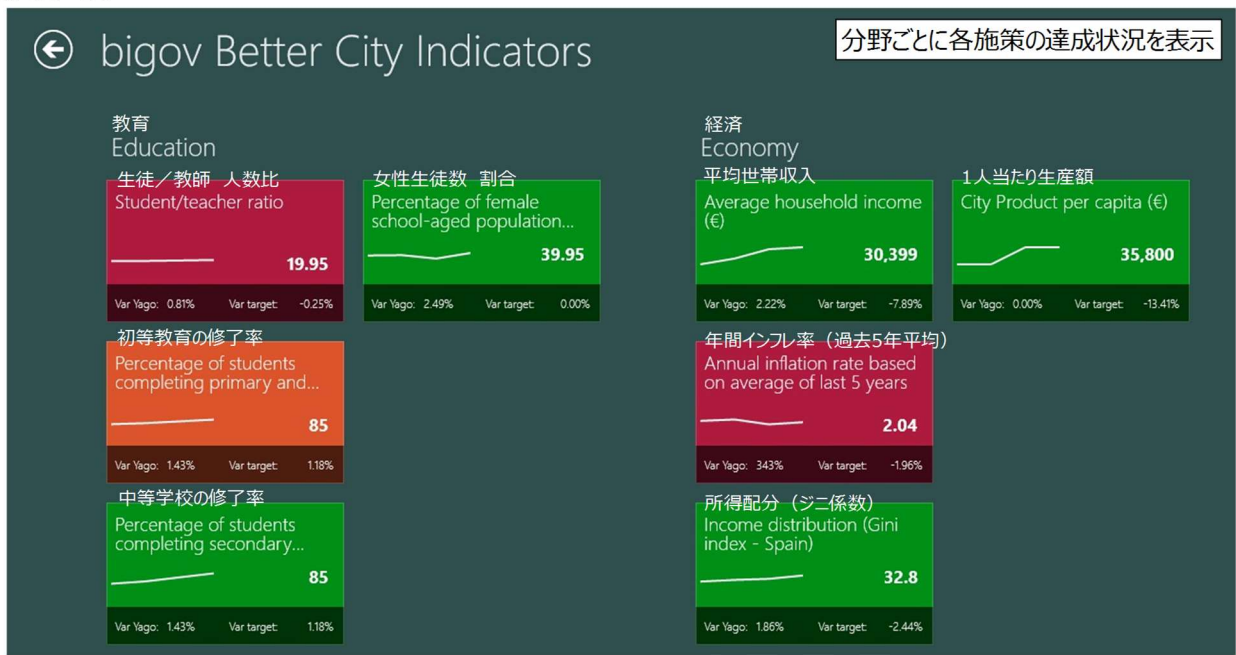 bigov Better City Indicators
分野ごとに各施策の達成状況を表示
教育
Education
生徒／教師　人数比
Student/teacher ratio
19.95
Var Yago: 0.81% Var target: -0.25%
女性生徒数　割合
Percentage of female
school-aged population...
39.95
Var Yago: 2.49% Var target: 0.00%
初等教育の修了率
Percentage of students
completing primary and...
85
Var Yago: 1.43% Var target: 1.18%
中等学校の修了率
Percentage of students
completing secondary...
85
Var Yago: 1.43% Var target: 1.18%
経済
Economy
平均世帯収入
Average household income
(€)
30,399
Var Yago: 2.22% Var target: -7.89%
1人当たり生産額
City Product per capita (€)
35,800
Var Yago: 0.00% Var target: -13.41%
年間インフレ率（過去5年平均）
Annual inflation rate based
on average of last 5 years
2.04
Var Yago: 343% Var target: -1.96%
所得配分（ジニ係数）
Income distribution (Gini
index - Spain)
32.8
Var Yago: 1.86% Var target: -2.44%